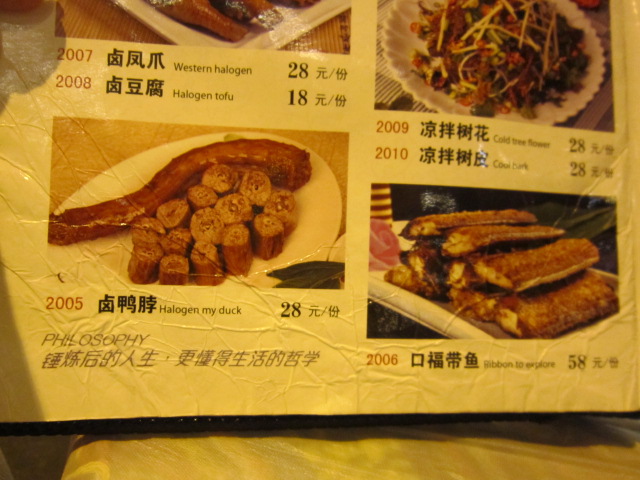 2007 卤凤爪 Western halogen 28 元/份
2008 卤豆腐 Halogen tofu 18 元/份
2009 凉拌树花 Cold tree flower 28 元/份
2010 凉拌树皮 Cool bark 28 元/份
2005 卤鸭脖 Halogen my duck 28 元/份
2006 口福带鱼 Ribbon to explore 58 元/份
PHILOSOPHY
锤炼后的人生，更懂得生活的哲学